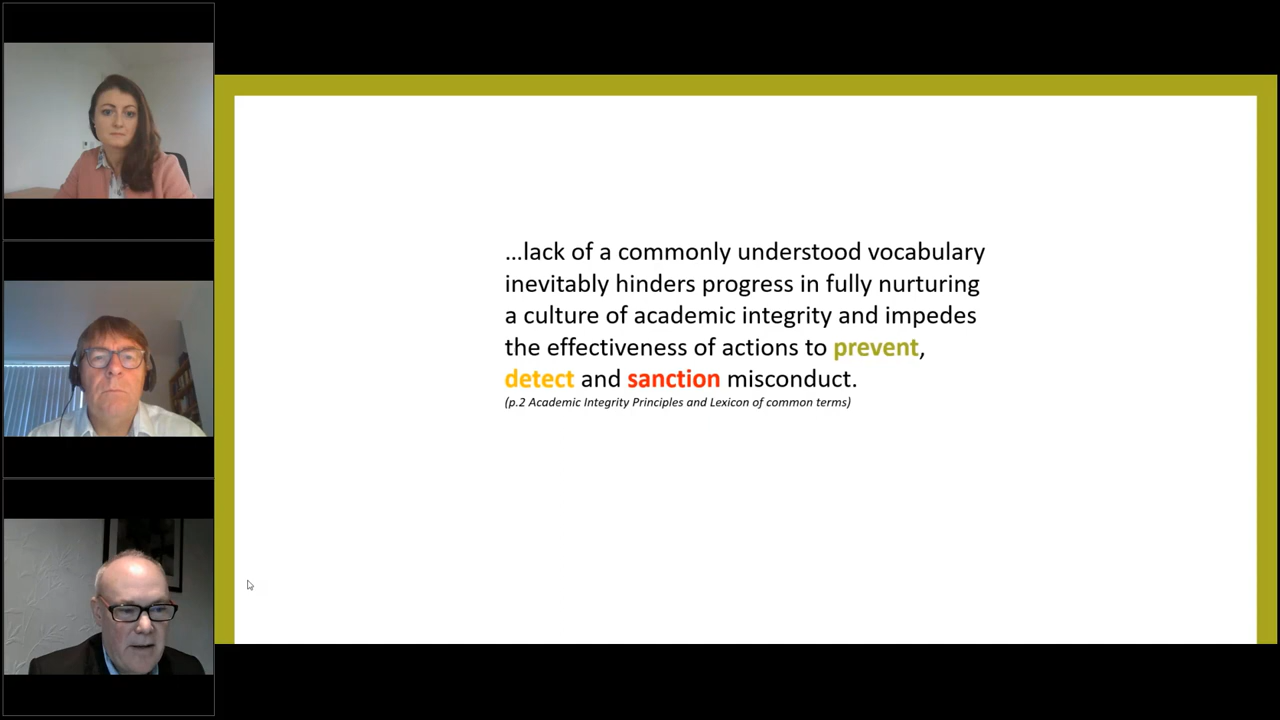 ...lack of a commonly understood vocabulary
inevitably hinders progress in fully nurturing
a culture of academic integrity and impedes
the effectiveness of actions to prevent,
detect and sanction misconduct.
(p.2 Academic Integrity Principles and Lexicon of common terms)